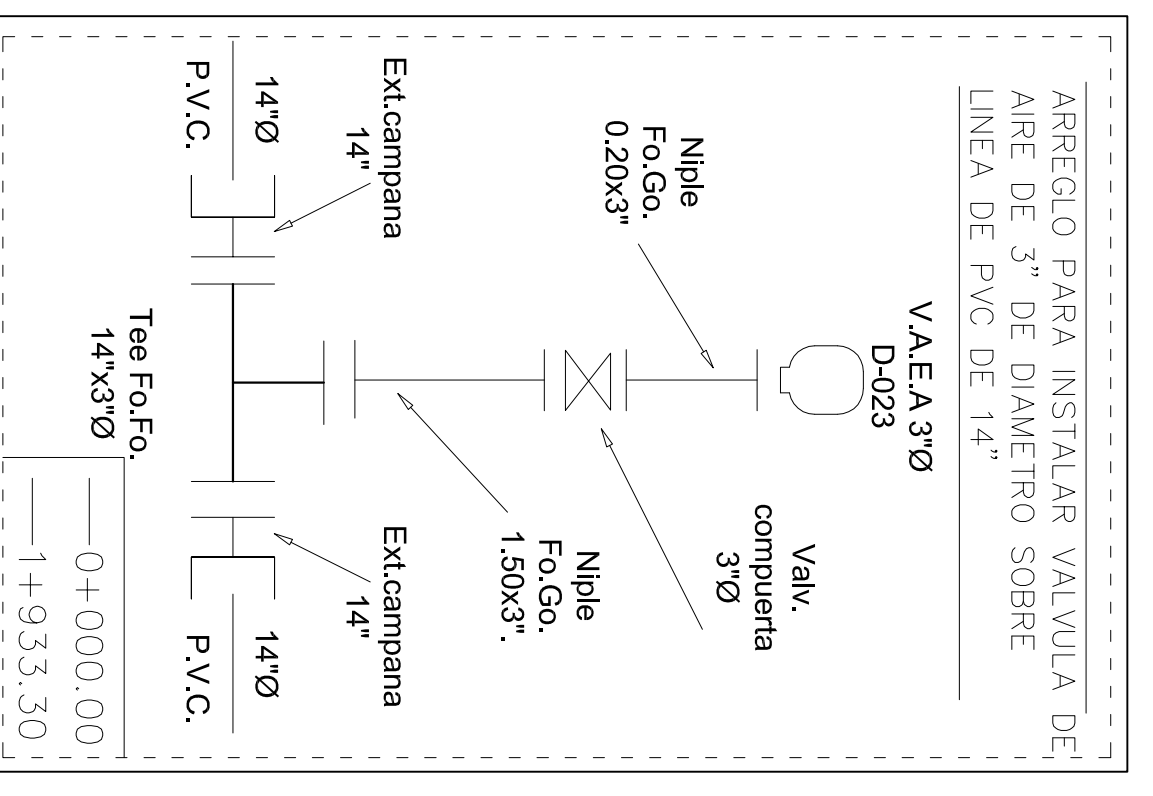 ARREGLO PARA INSTALAR VALVULA DE
AIRE DE 3" DE DIAMETRO SOBRE
LINEA DE PVC DE 14"
V.A.E.A 3"Ø
D-023
Niple
Fo.Go.
0.20x3"
Valv.
compuerta
3"Ø
Niple
Fo.Go.
1.50x3".
Ext.campana
14"
Ext.campana
14"
14"Ø
P.V.C.
14"Ø
P.V.C.
Tee Fo.Fo.
14"x3"Ø
0+000.00
1+933.30